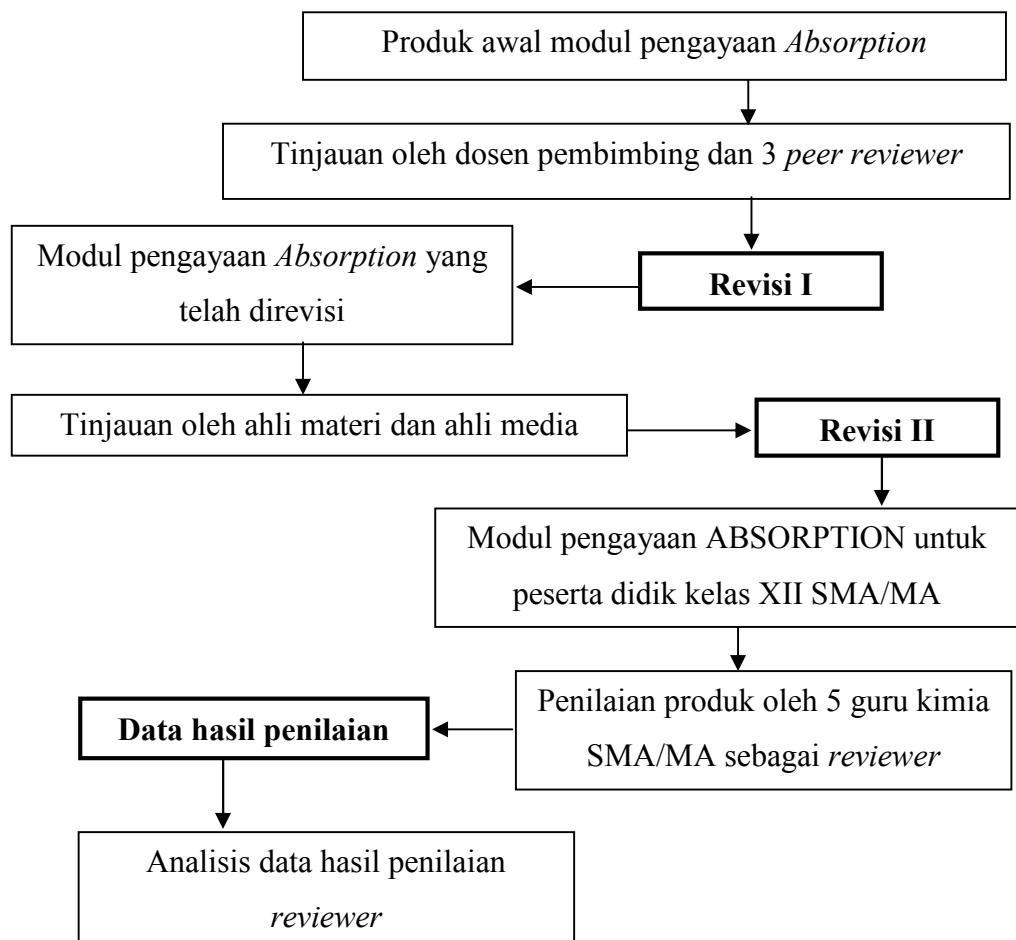 Produk awal modul pengayaan Absorption
Tinjauan oleh dosen pembimbing dan 3 peer reviewer
Revisi I
Modul pengayaan Absorption yang
telah direvisi
Tinjauan oleh ahli materi dan ahli media
Revisi II
Modul pengayaan ABSORPTION untuk
peserta didik kelas XII SMA/MA
Penilaian produk oleh 5 guru kimia
SMA/MA sebagai reviewer
Data hasil penilaian
Analisis data hasil penilaian
reviewer